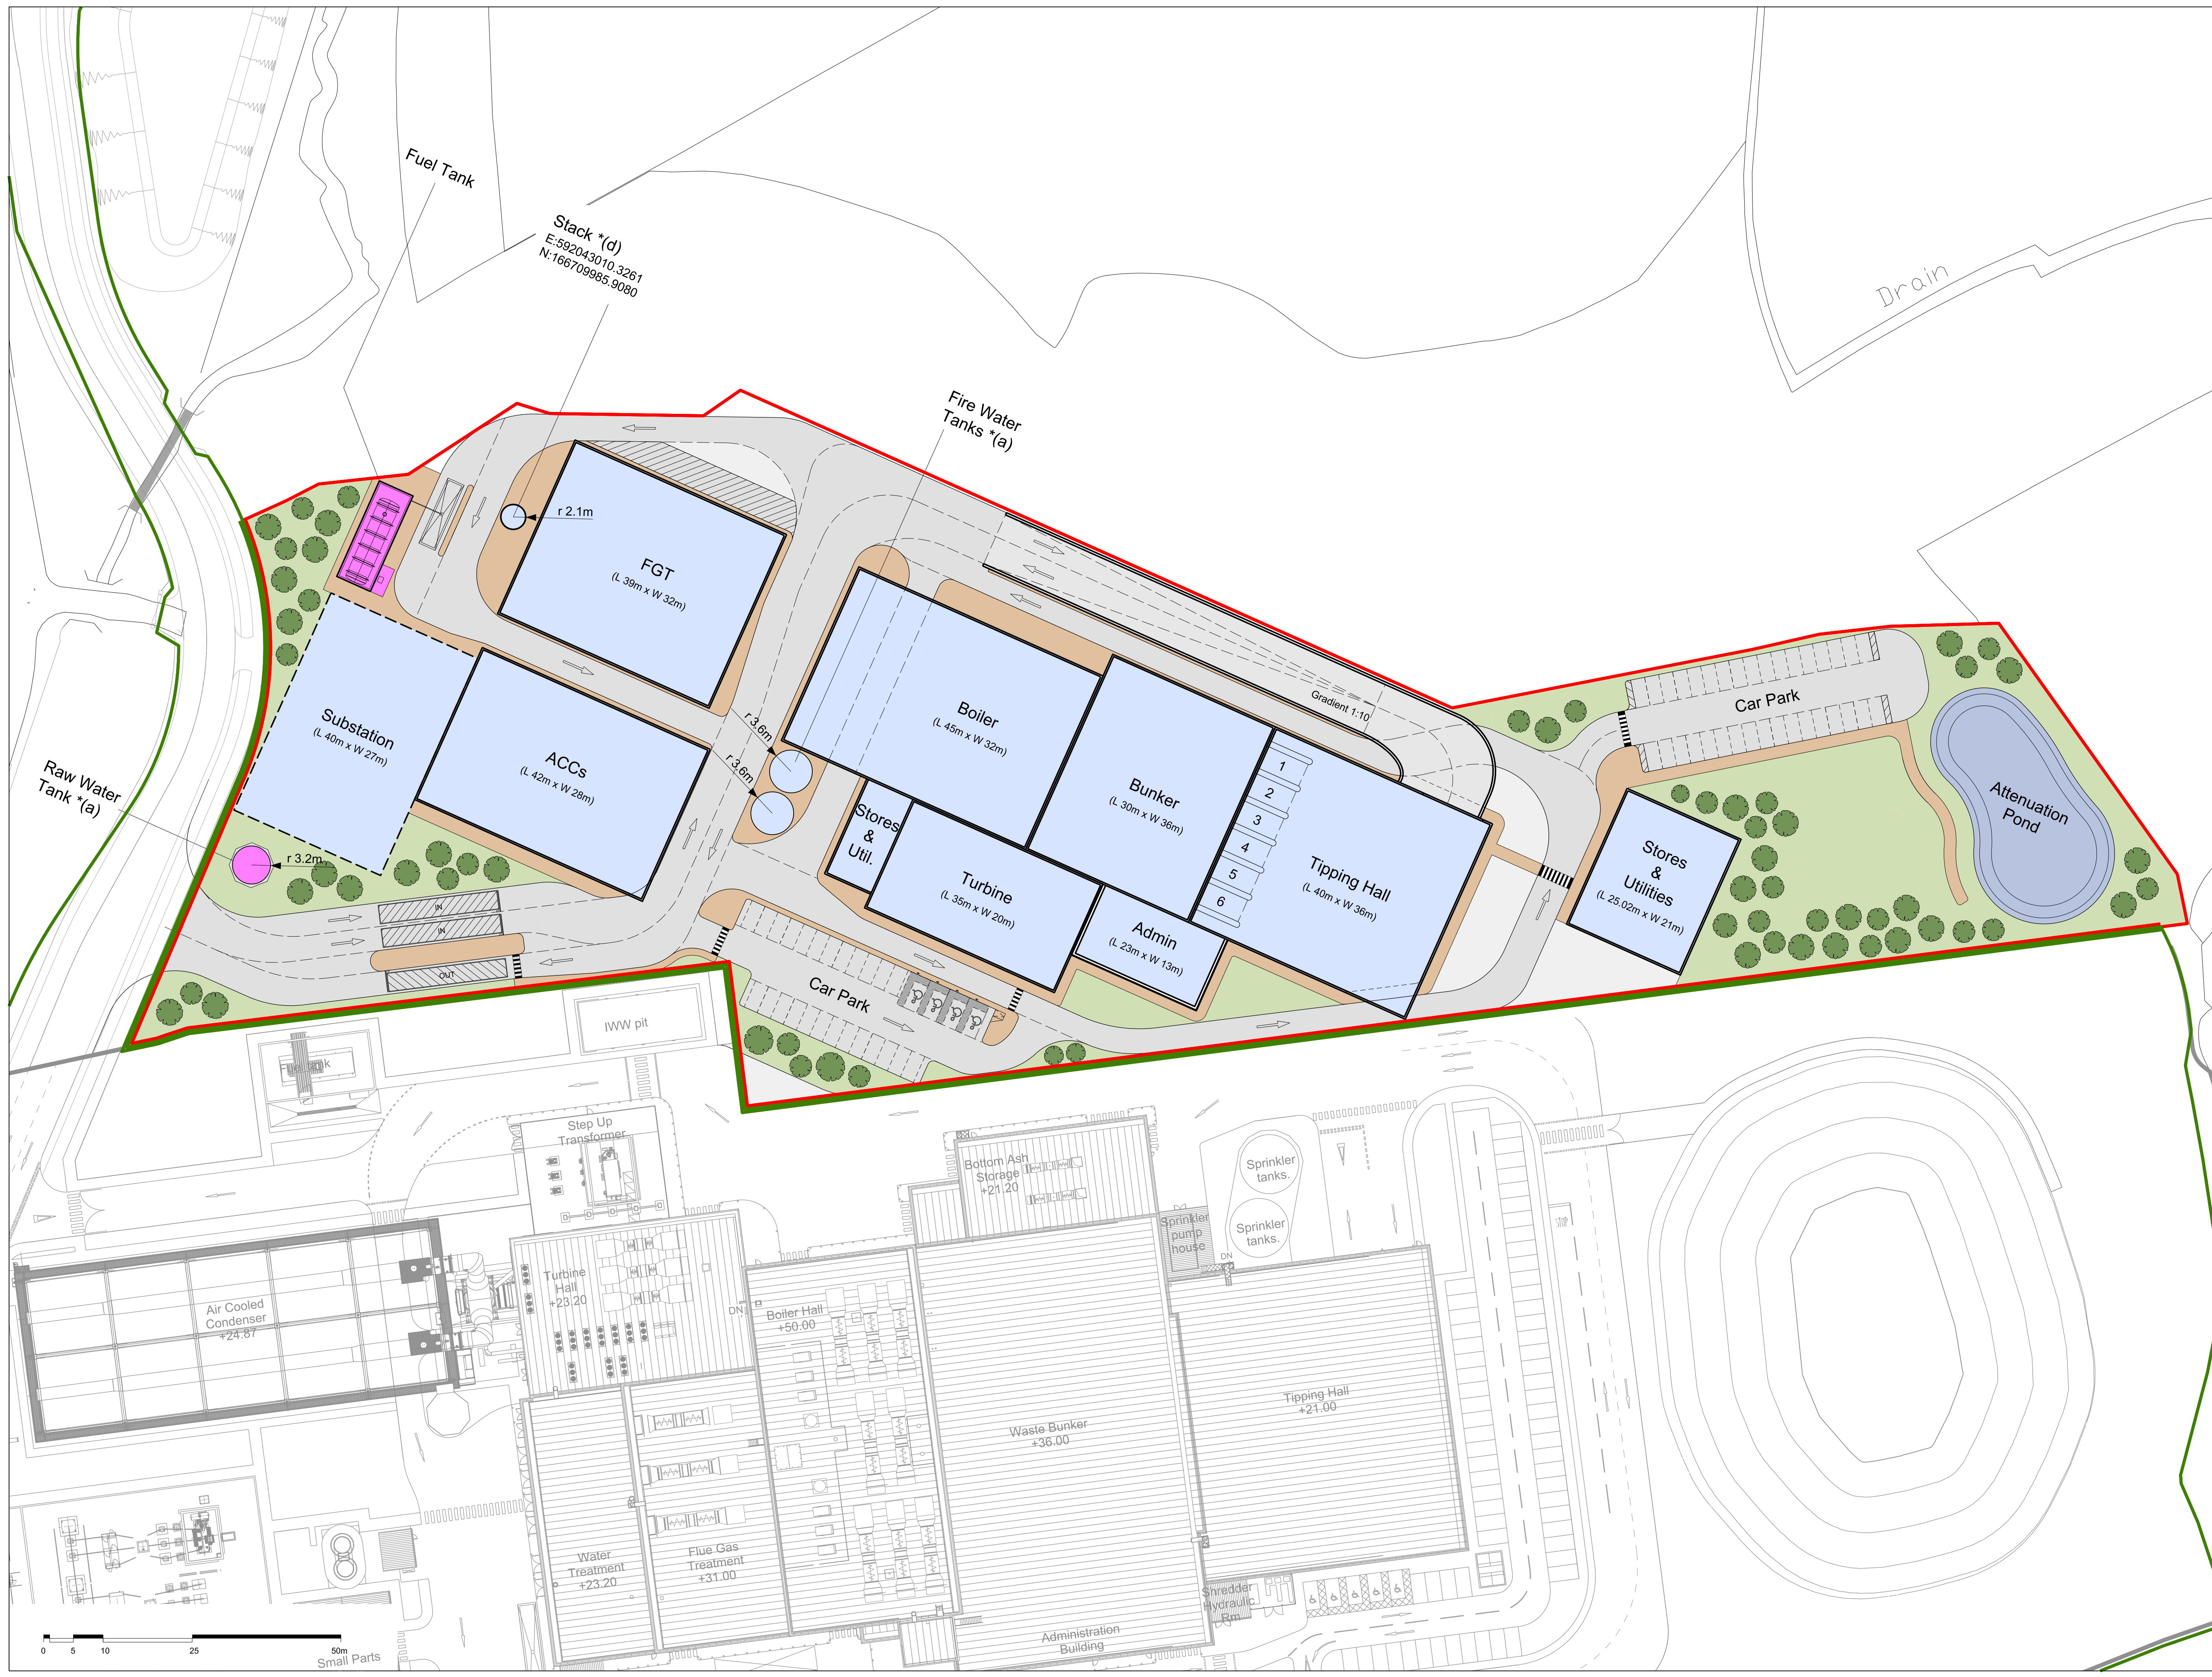 Fuel Tank
Stack *(d)
E:592043010.3261
N:166709985.9080
Drain
Fire Water
Tanks *(a)
r 2.1m
FGT
(L 39m x W 32m)
Gradient 1:10
Car Park
Substation
(L 40m x W 27m)
ACCs
(L 42m x W 28m)
r 3.6m
r 3.6m
Boiler
(L 45m x W 32m)
Bunker
(L 30m x W 36m)
1
2
3
4
5
6
Tipping Hall
(L 40m x W 36m)
Attenuation
Pond
Raw Water
Tank *(a)
r 3.2m
Stores
&
Util.
Turbine
(L 35m x W 20m)
Admin
(L 23m x W 13m)
Stores
&
Utilities
(L 25.02m x W 21m)
IN
IN
OUT
Car Park
IWW pit
Fuel tank
Step Up
Transformer
Bottom Ash
Storage
+21.20
Sprinkler
tanks.
Sprinkler
tanks.
Sprinkler
pump
house
DN
Turbine
Hall
+23.20
DN
Boiler Hall
+50.00
Air Cooled
Condenser
+24.87
Tipping Hall
+21.00
Waste Bunker
+36.00
Water
Treatment
+23.20
Flue Gas
Treatment
+31.00
Shredder
Hydraulic
Rm
Administration
Building
0 5 10 25 50m
Small Parts